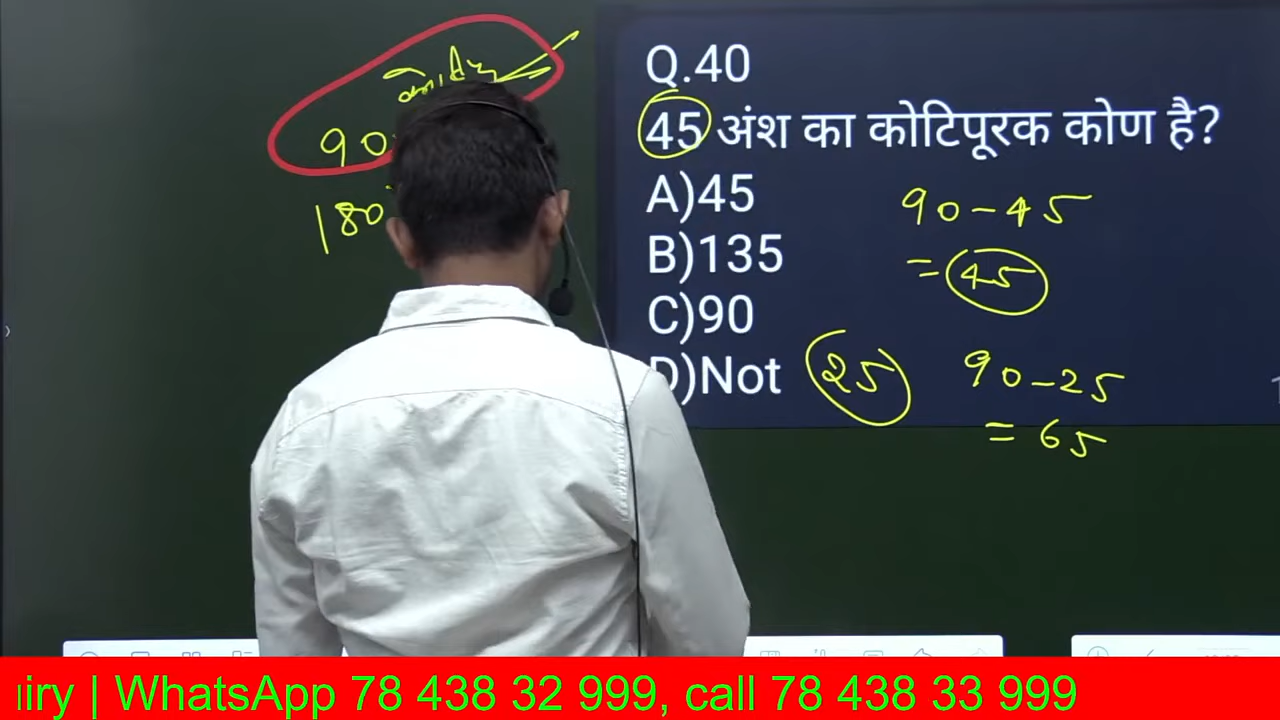 90
180
Q.40
45 अंश का कोटिपूरक कोण है?
A)45
90-45
B)135
=45
C)90
D)Not
25
90-25
=65
iry | WhatsApp 78 438 32 999, call 78 438 33 999